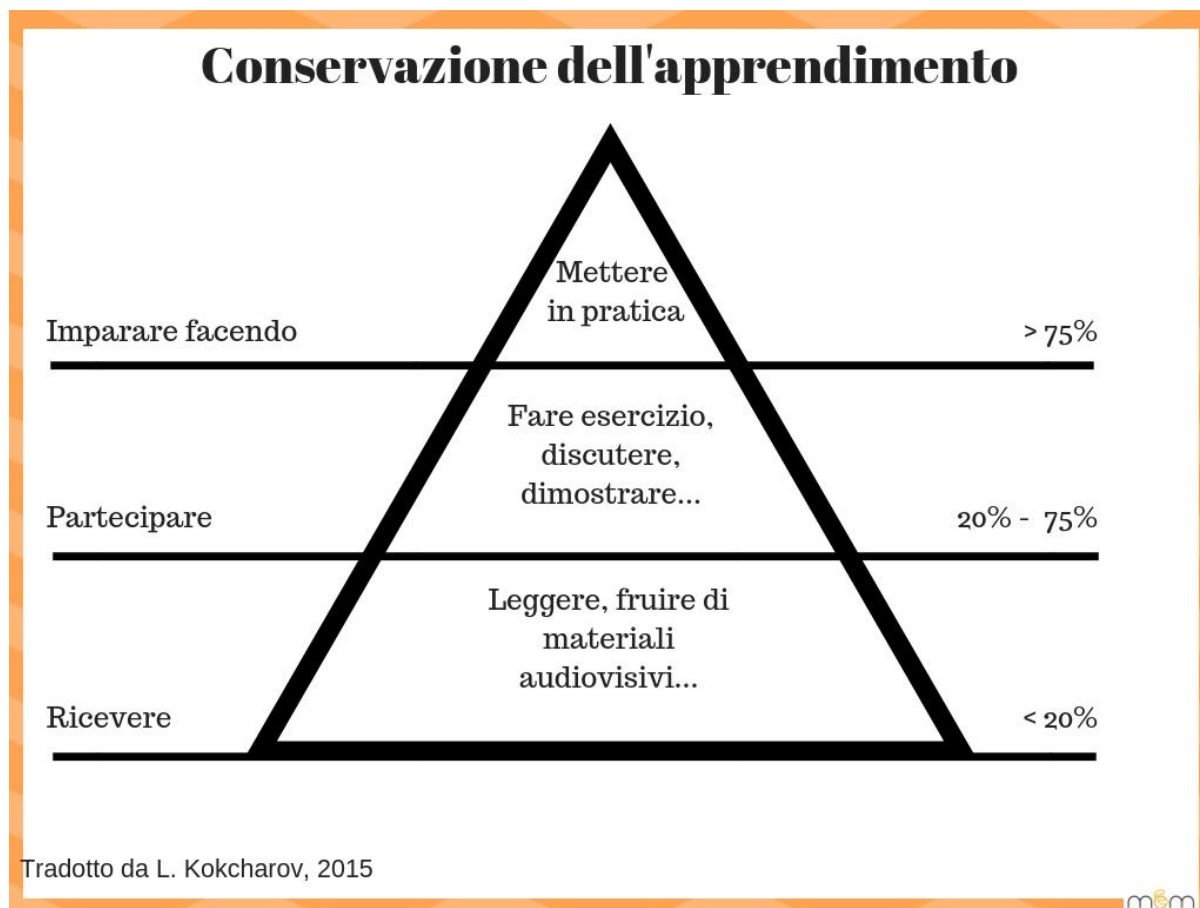 Conservazione dell'apprendimento
Mettere
in pratica
Imparare facendo
> 75%
Fare esercizio,
discutere,
dimostrare...
Partecipare
20% - 75%
Leggere, fruire di
materiali
audiovisivi...
Ricevere
< 20%
Tradotto da L. Kokcharov, 2015